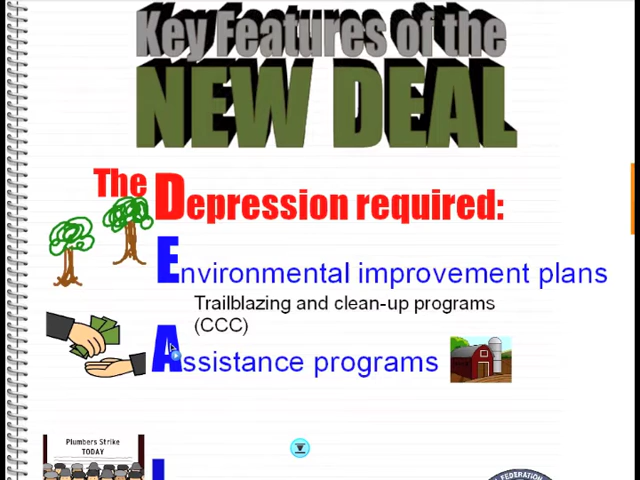 Key Features of the
NEW DEAL
The Depression required:
Environmental improvement plans
Trailblazing and clean-up programs
(CCC)
Assistance programs
Plumbers Strike
TODAY
L
FEDERATION